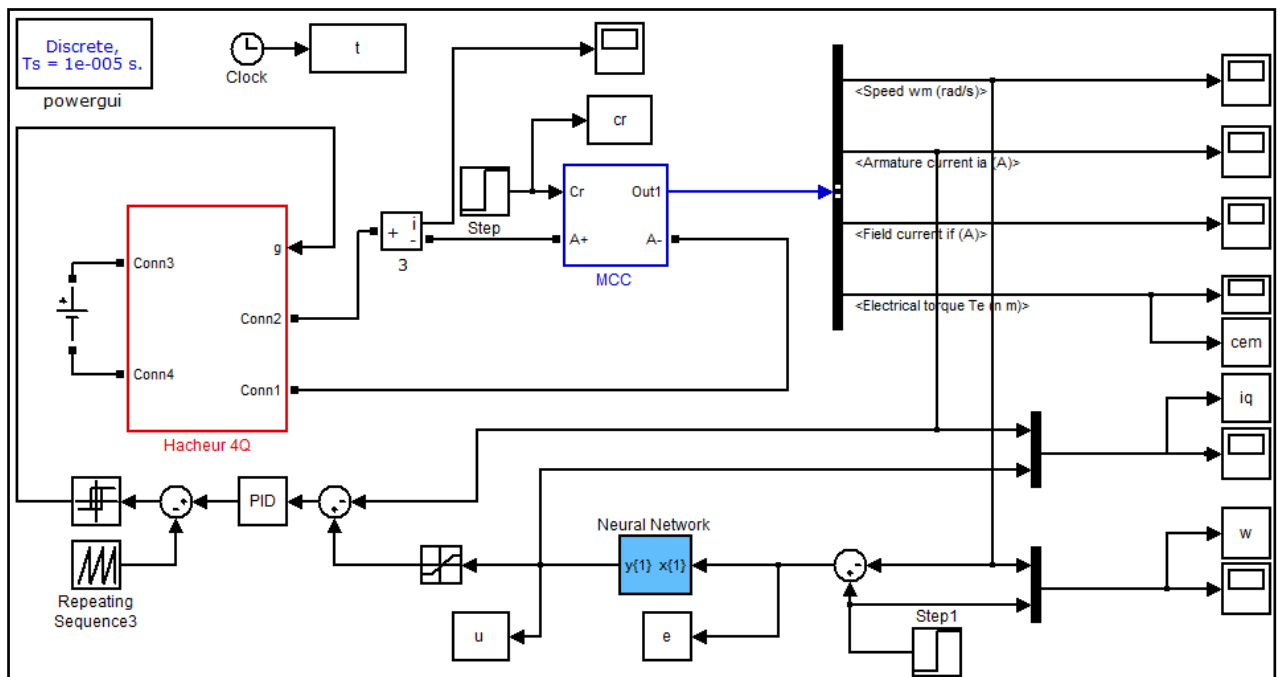 Discrete,
Ts = 1e-005 s.
powergui
Clock
t
<Speed wm (rad/s)>
cr
<Armature current ia (A)>
Cr
Out1
A+
A-
MCC
Step
+
i
-
3
<Field current if (A)>
g
Conn3
Conn2
Conn4
Conn1
Hacheur 4Q
+
<Electrical torque Te (n m)>
cem
iq
PID
Neural Network
y{1} x{1}
w
Repeating
Sequence3
u
e
Step1